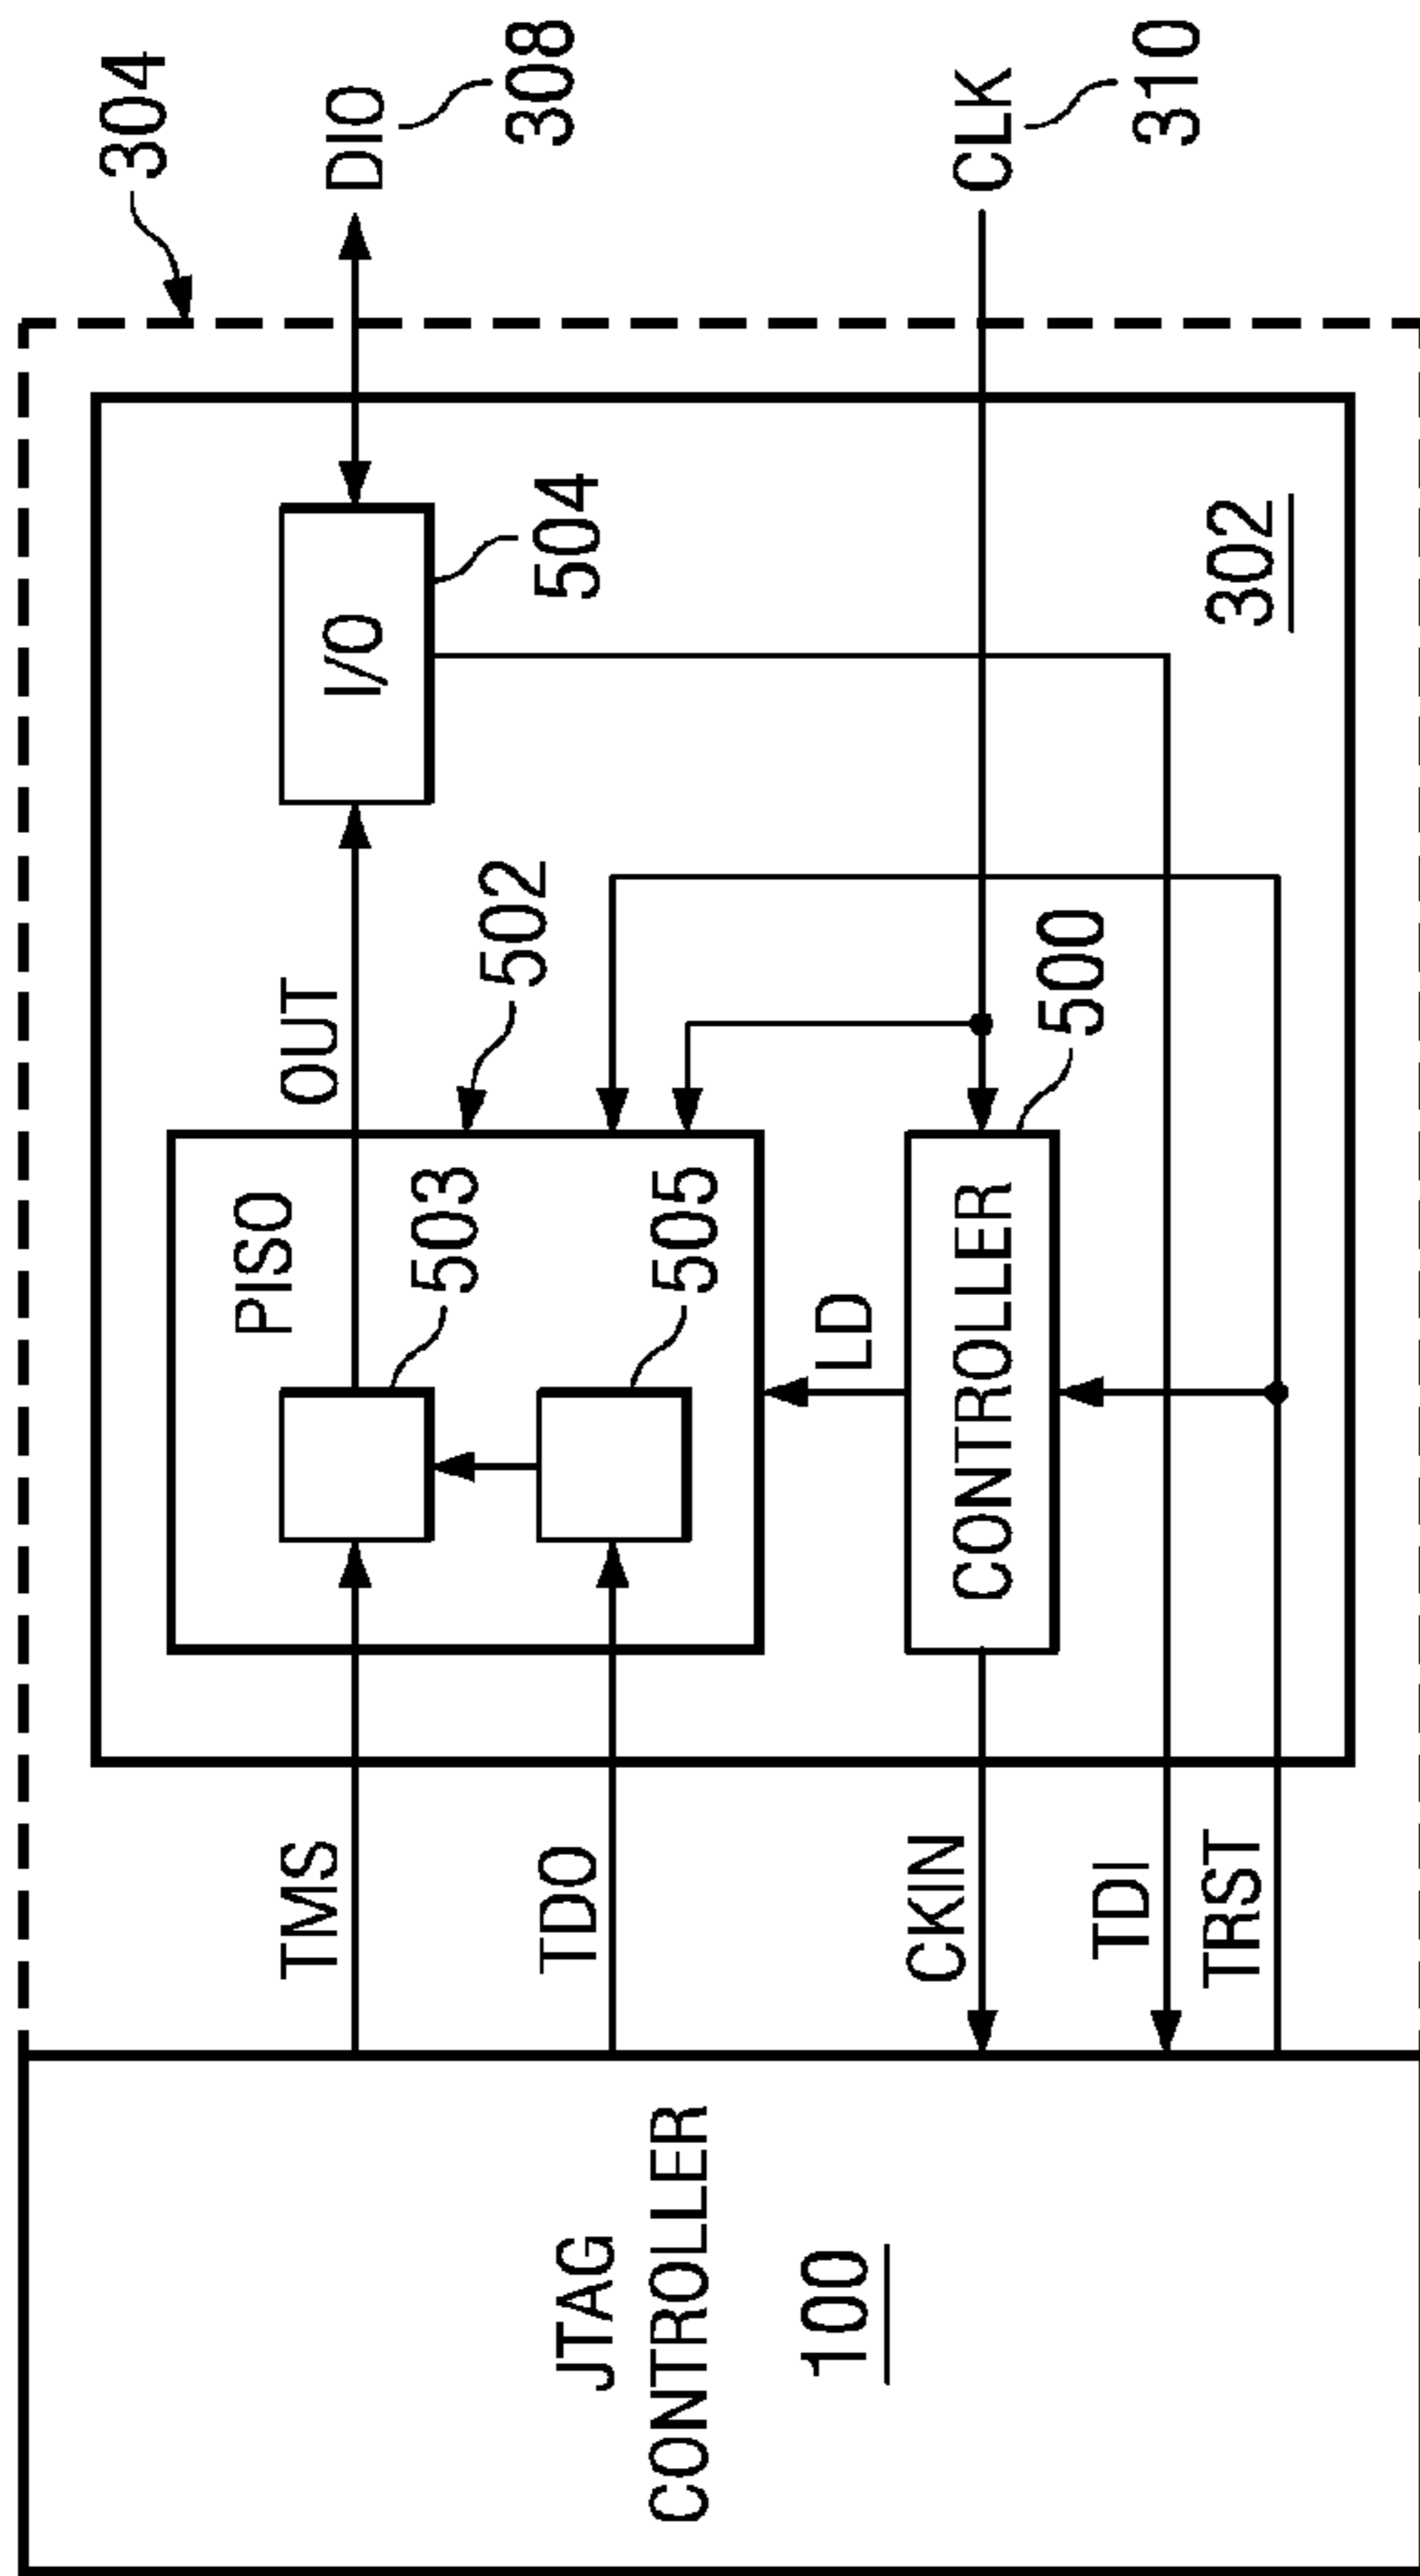 304
DIO
308
CLK
310
I/O
504
302
OUT
502
500
PISO
503
505
LD
CONTROLLER
TMS
TDO
CKIN
TDI
TRST
JTAG
CONTROLLER
100